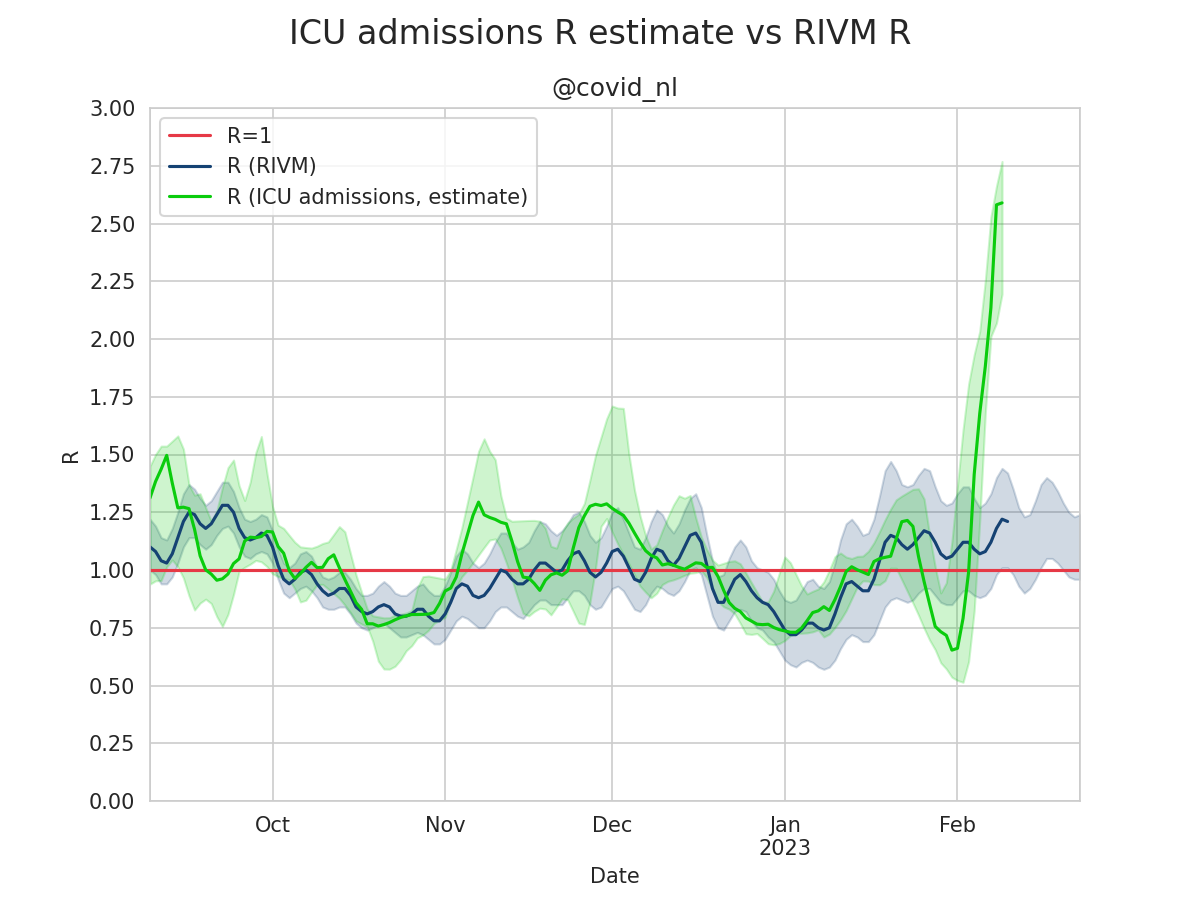 ICU admissions R estimate vs RIVM R
@covid_nl
R=1
R (RIVM)
R (ICU admissions, estimate)
3.00
2.75
2.50
2.25
2.00
1.75
1.50
1.25
1.00
0.75
0.50
0.25
0.00
R
Oct
Nov
Dec
Jan
2023
Feb
Date